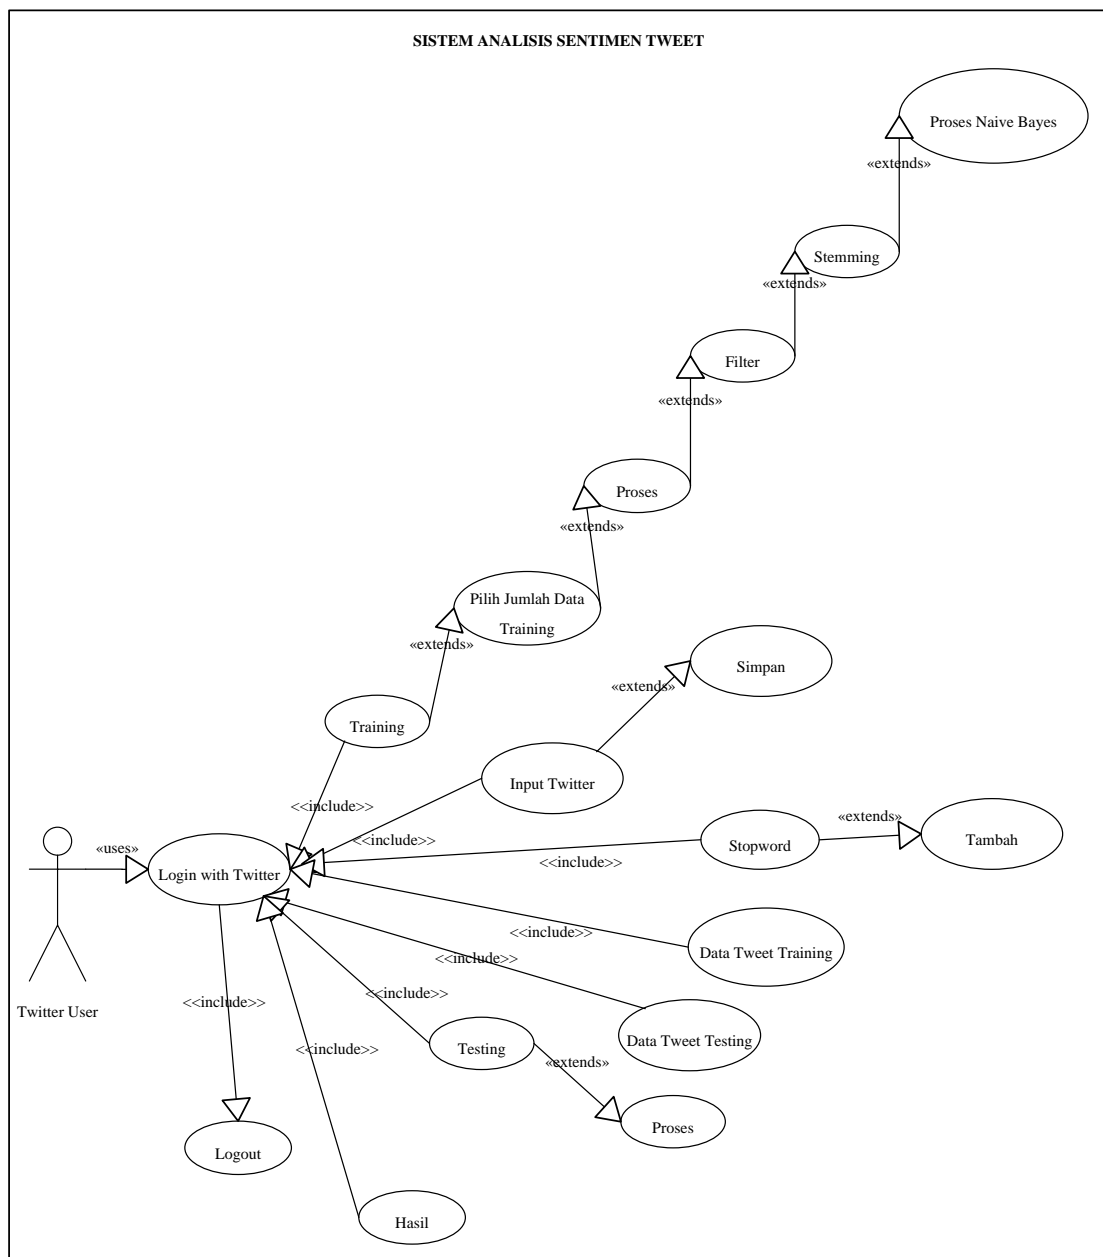 SISTEM ANALISIS SENTIMEN TWEET
Proses Naive Bayes
«extends»
Stemming
«extends»
Filter
«extends»
Proses
«extends»
Pilih Jumlah Data
Training
«extends»
Simpan
«extends»
Training
Input Twitter
<<include>>
<<include>>
«extends»
Tambah
Stopword
<<include>>
«uses»
Login with Twitter
<<include>>
Data Tweet Training
<<include>>
Data Tweet Testing
<<include>>
<<include>>
Twitter User
<<include>>
Testing
«extends»
Proses
Logout
Hasil